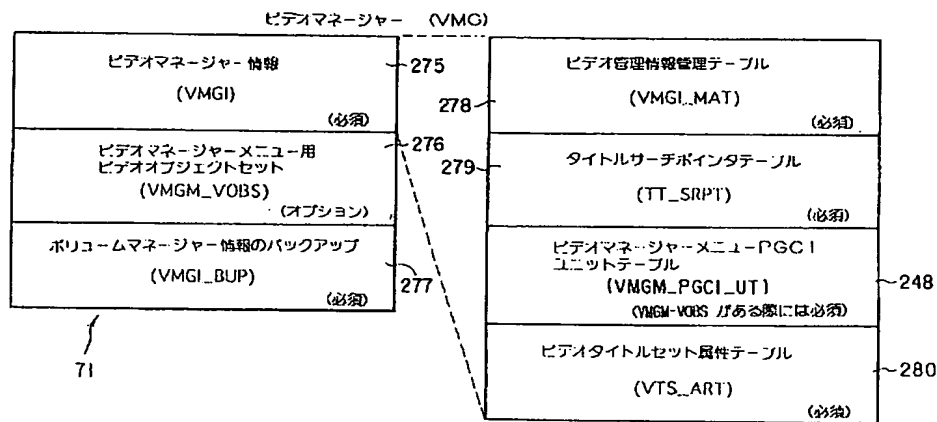 ビデオマネージャー (VMG)
ビデオマネージャー情報
(VMGI)
(必須)
275
ビデオマネージャーメニュー用
ビデオオブジェクトセット
(VMGM_VOBS)
(オプション)
276
ボリュームマネージャー情報のバックアップ
(VMGI_BUP)
(必須)
277
71
ビデオ管理情報管理テーブル
(VMGI_MAT)
(必須)
278
タイトルサーチポインタテーブル
(TT_SRPT)
(必須)
279
ビデオマネージャーメニューPGCI
ユニットテーブル
(VMGM_PGCI_UT)
(VMGM-VOBS がある際には必須)
248
ビデオタイトルセット属性テーブル
(VTS_ART)
(必須)
280